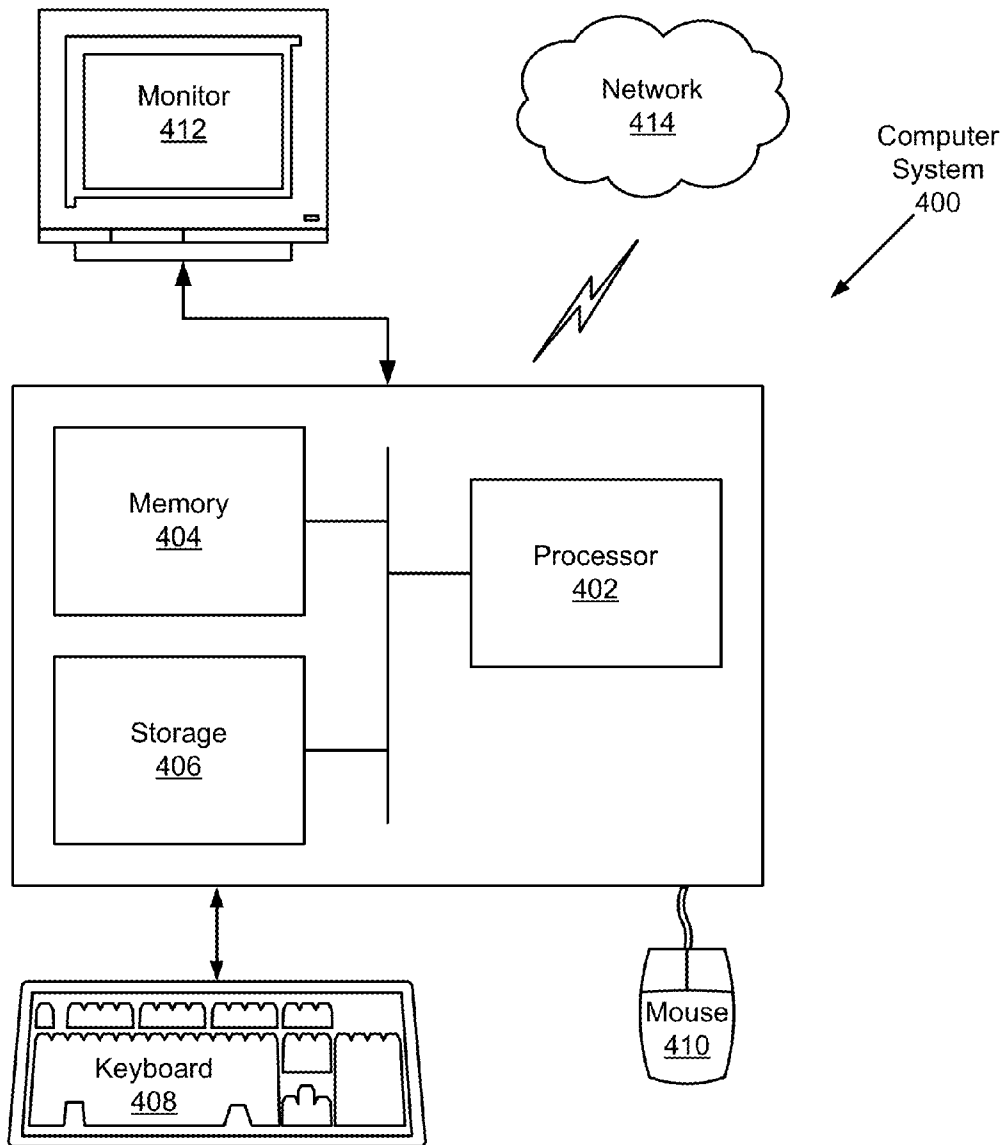 Monitor
412
Network
414
Computer
System
400
Memory
404
Processor
402
Storage
406
Keyboard
408
Mouse
410